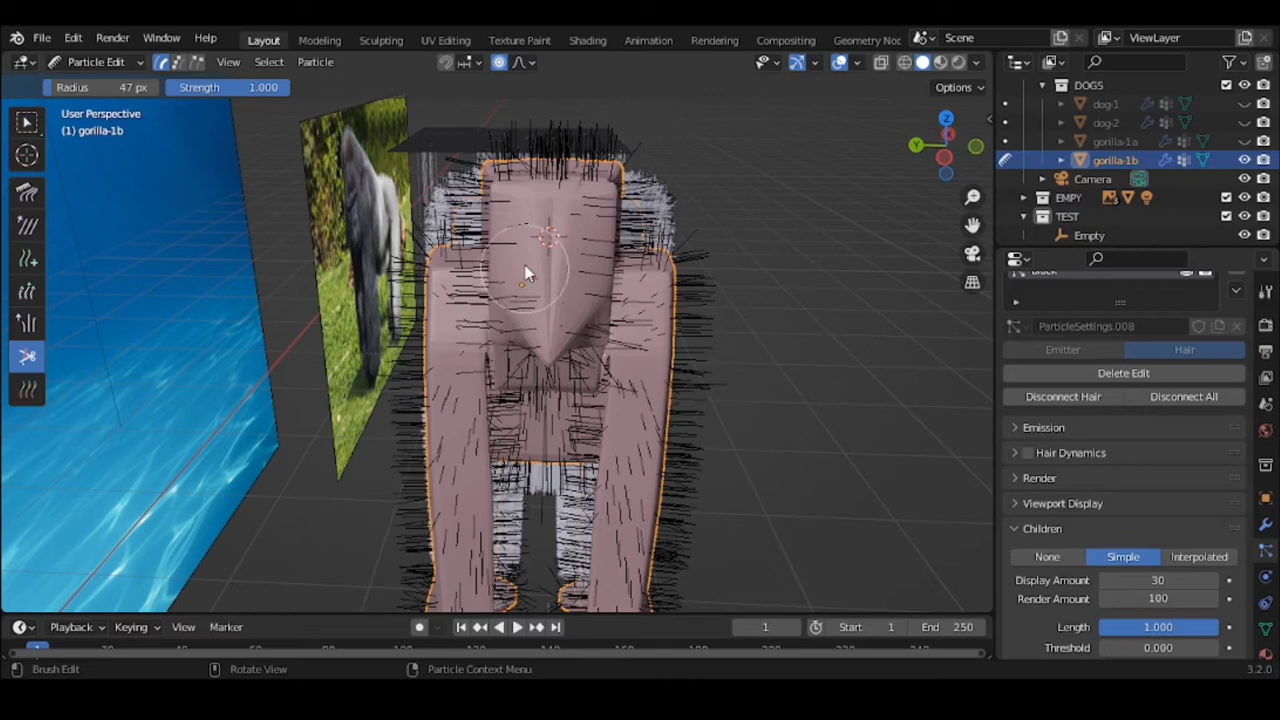 File Edit Render Window Help
Layout Modeling Sculpting UV Editing Texture Paint Shading Animation Rendering Compositing Geometry Noc
Scene
ViewLayer
Particle Edit View Select Particle
Radius 47 px Strength 1.000 Options
User Perspective
(1) gorilla-1b
Z
Y
X
DOGS
dog-1
dog-2
gorilla-1a
gorilla-1b
Camera
EMPY 3
TEST
Empty
ParticleSettings.008
Emitter Hair
Delete Edit
Disconnect Hair Disconnect All
Emission
Hair Dynamics
Render
Viewport Display
Children
None Simple Interpolated
Display Amount 30
Render Amount 100
Length 1.000
Threshold 0.000
Playback Keying View Marker 1 Start 1 End 250
Brush Edit Rotate View Particle Context Menu 3.2.0